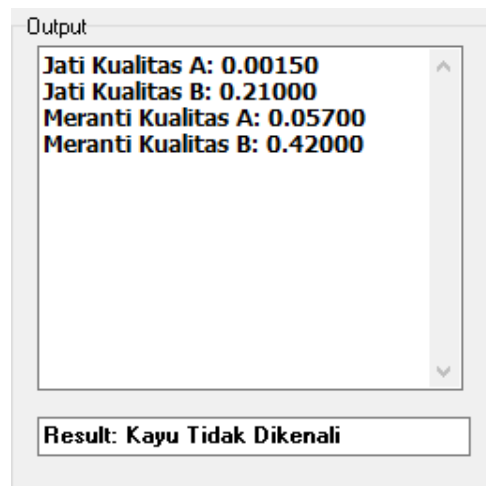 Output
Jati Kualitas A: 0.00150
Jati Kualitas B: 0.21000
Meranti Kualitas A: 0.05700
Meranti Kualitas B: 0.42000
Result: Kayu Tidak Dikenali